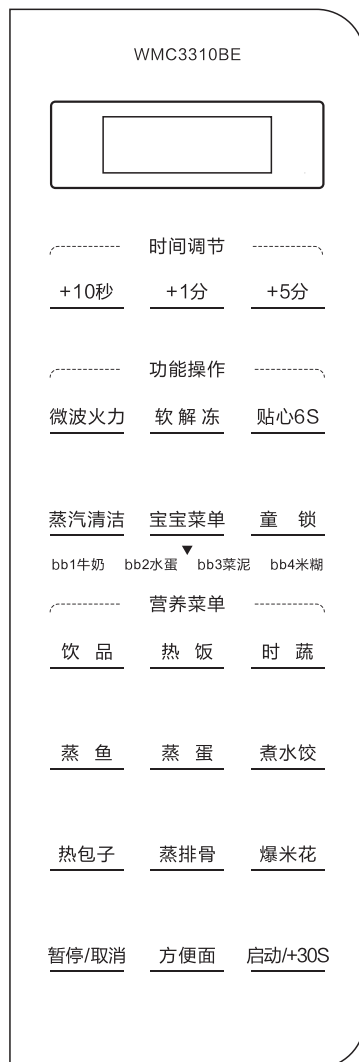 WMC3310BE
时间调节
+10秒 +1分 +5分
功能操作
微波火力 软解冻 贴心6S
蒸汽清洁 宝宝菜单 童锁
bb1牛奶 bb2水蛋 bb3菜泥 bb4米糊
营养菜单
饮品 热饭 时蔬
蒸鱼 蒸蛋 煮水饺
热包子 蒸排骨 爆米花
暂停/取消 方便面 启动/+30S